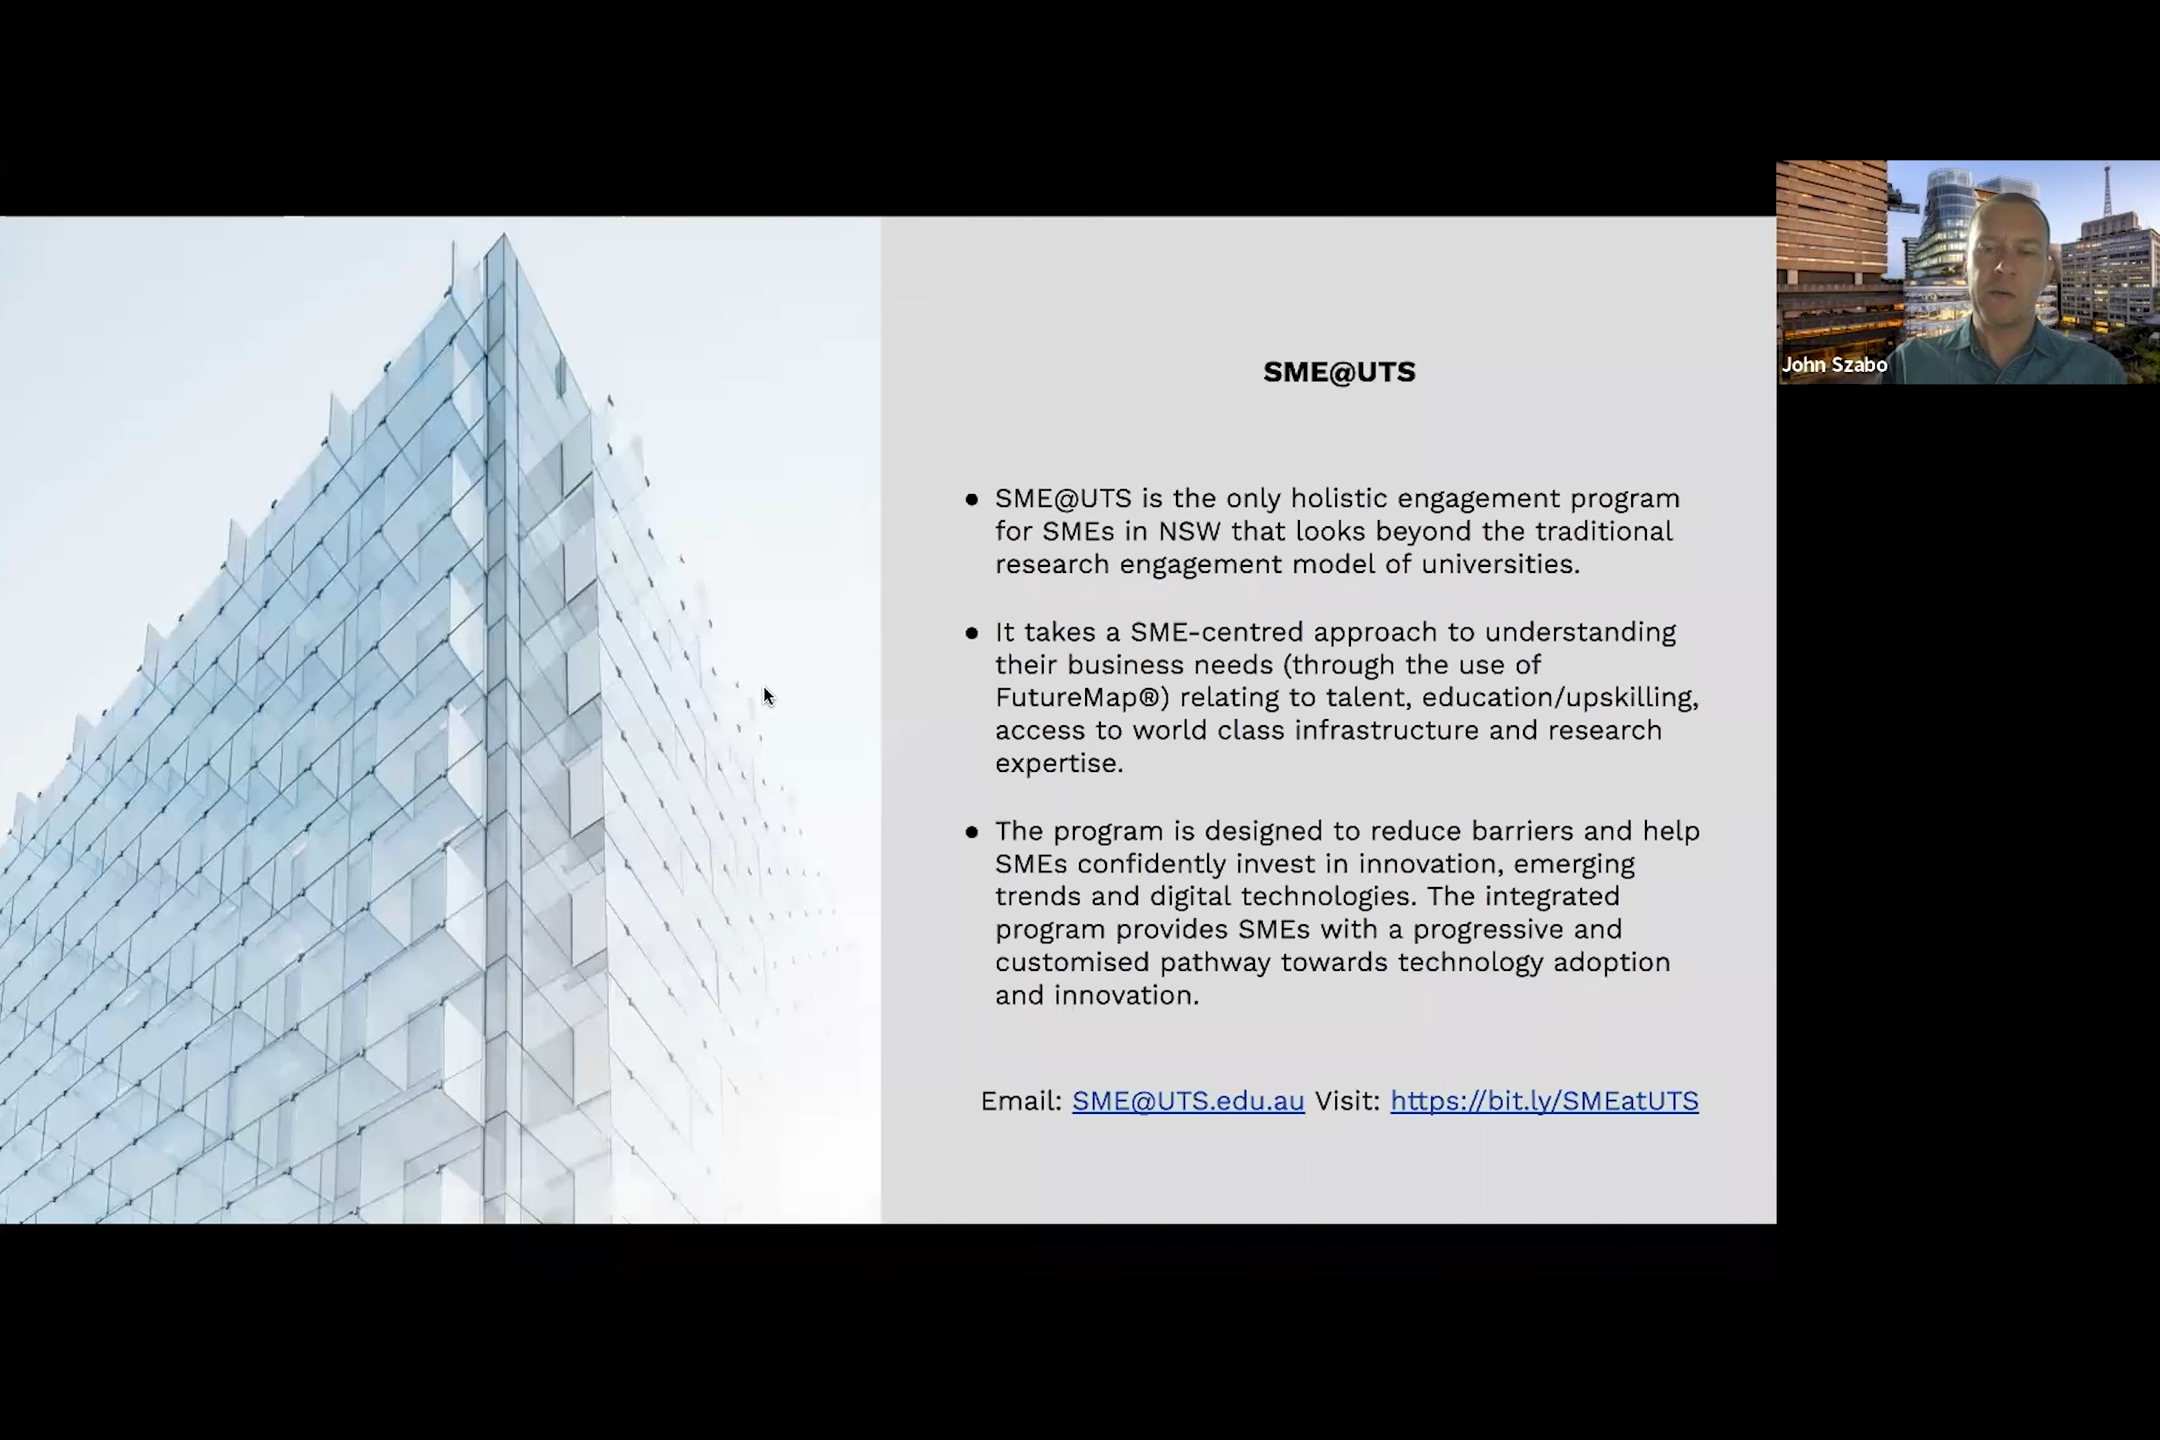 SME@UTS
● SME@UTS is the only holistic engagement program
for SMEs in NSW that looks beyond the traditional
research engagement model of universities.
● It takes a SME-centred approach to understanding
their business needs (through the use of
FutureMap®) relating to talent, education/upskilling,
access to world class infrastructure and research
expertise.
● The program is designed to reduce barriers and help
SMEs confidently invest in innovation, emerging
trends and digital technologies. The integrated
program provides SMEs with a progressive and
customised pathway towards technology adoption
and innovation.
Email: SME@UTS.edu.au Visit: https://bit.ly/SMEatUTS
John Szabo